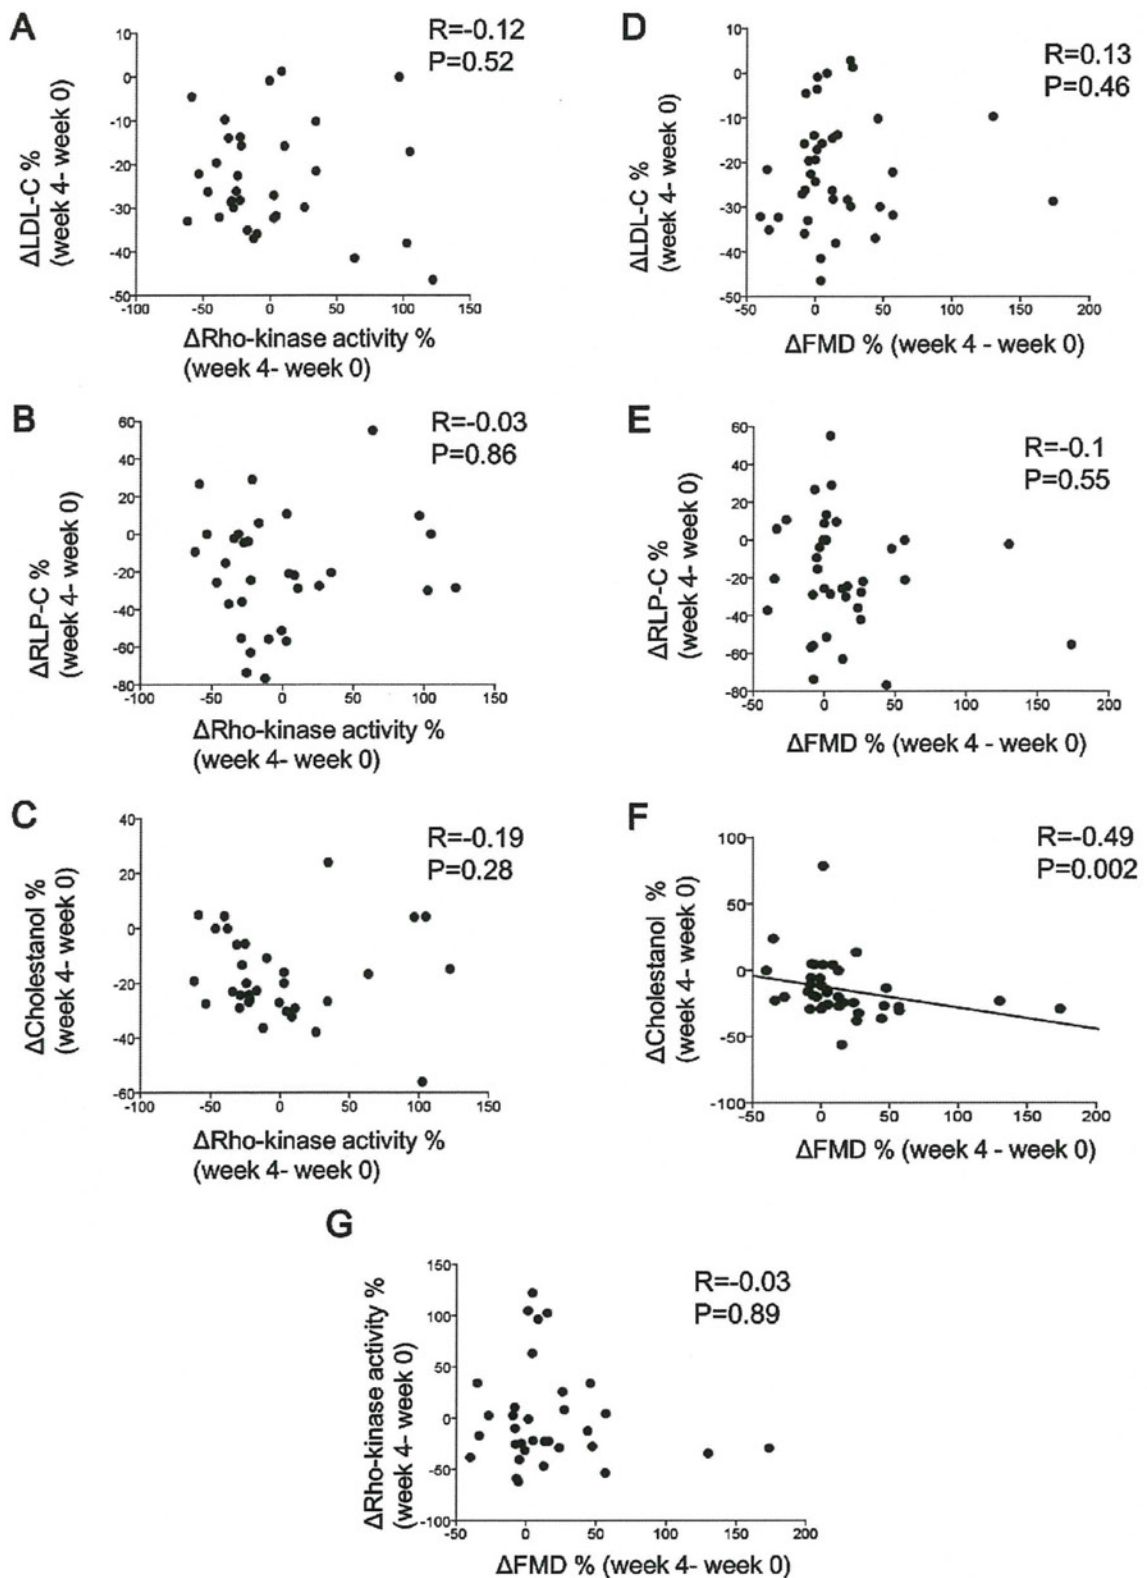 A
R=-0.12
P=0.52
ΔLDL-C %
(week 4- week 0)
10
0
-10
-20
-30
-40
-50
-100
-50
0
50
100
150
ΔRho-kinase activity %
(week 4- week 0)
D
R=0.13
P=0.46
ΔLDL-C %
(week 4- week 0)
10
0
-10
-20
-30
-40
-50
-50
0
50
100
150
200
ΔFMD % (week 4 - week 0)
B
R=-0.03
P=0.86
ΔRLP-C %
(week 4- week 0)
60
40
20
0
-20
-40
-60
-80
-100
-50
0
50
100
150
ΔRho-kinase activity %
(week 4- week 0)
E
R=-0.1
P=0.55
ΔRLP-C %
(week 4- week 0)
60
40
20
0
-20
-40
-60
-80
-50
0
50
100
150
200
ΔFMD % (week 4 - week 0)
C
R=-0.19
P=0.28
ΔCholestanol %
(week 4- week 0)
40
20
0
-20
-40
-60
-100
-50
0
50
100
150
ΔRho-kinase activity %
(week 4- week 0)
F
R=-0.49
P=0.002
ΔCholestanol %
(week 4- week 0)
100
50
0
-50
-100
-50
0
50
100
150
200
ΔFMD % (week 4 - week 0)
G
R=-0.03
P=0.89
ΔRho-kinase activity %
(week 4- week 0)
150
100
50
0
-50
-100
-50
0
50
100
150
200
ΔFMD % (week 4- week 0)